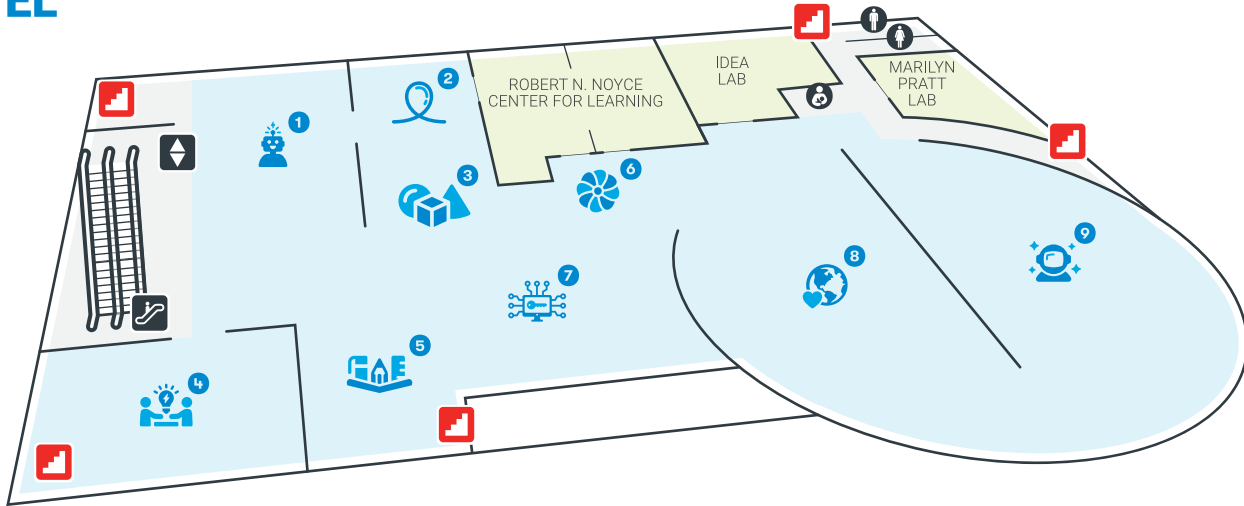 EL
1
2
ROBERT N. NOYCE
CENTER FOR LEARNING
IDEA
LAB
MARILYN
PRATT
LAB
3
6
9
8
7
5
4